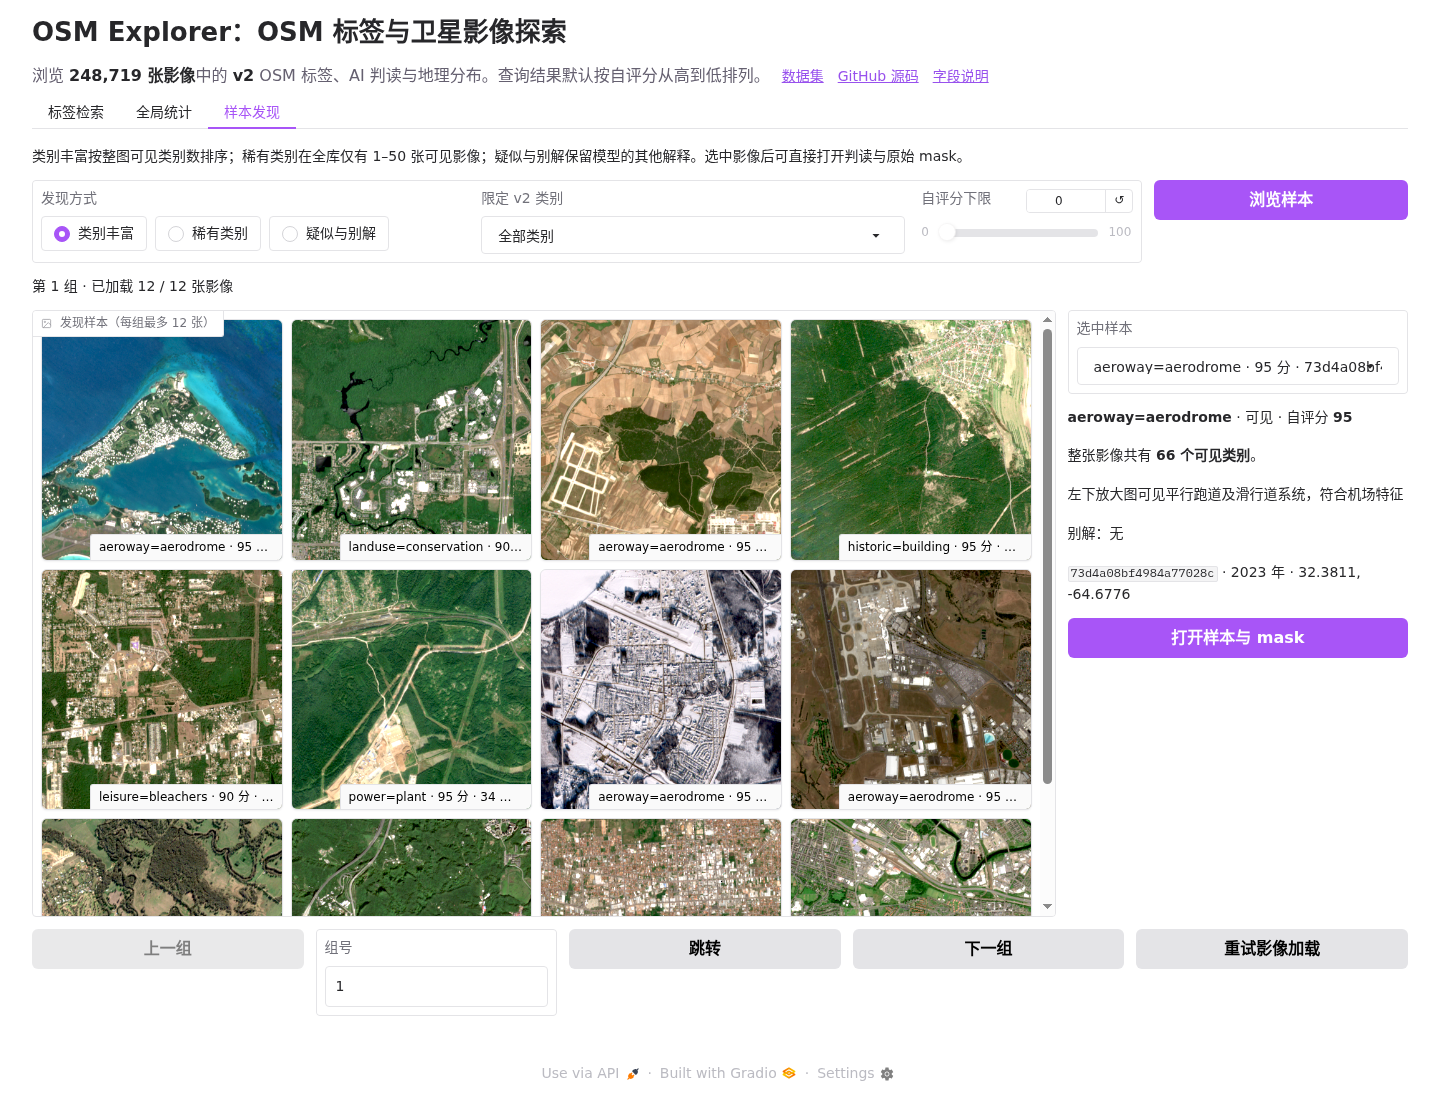 OSM Explorer：OSM 标签与卫星影像探索
浏览 248,719 张影像中的 v2 OSM 标签、AI 判读与地理分布。查询结果默认按自评分从高到低排列。 数据集 GitHub 源码 字段说明
标签检索 全局统计 样本发现
类别丰富按整图可见类别数排序；稀有类别在全库仅有 1–50 张可见影像；疑似与别解保留模型的其他解释。选中影像后可直接打开判读与原始 mask。
发现方式
类别丰富 稀有类别 疑似与别解
限定 v2 类别
全部类别
自评分下限 0 ↺
0 100
浏览样本
第 1 组 · 已加载 12 / 12 张影像
发现样本（每组最多 12 张）
aeroway=aerodrome · 95 ...
landuse=conservation · 90...
aeroway=aerodrome · 95 ...
historic=building · 95 分 · ...
leisure=bleachers · 90 分 · ...
power=plant · 95 分 · 34 ...
aeroway=aerodrome · 95 ...
aeroway=aerodrome · 95 ...
选中样本
aeroway=aerodrome · 95 分 · 73d4a08bf
aeroway=aerodrome · 可见 · 自评分 95
整张影像共有 66 个可见类别。
左下放大图可见平行跑道及滑行道系统，符合机场特征
别解：无
73d4a08bf4984a77028c · 2023 年 · 32.3811,
-64.6776
打开样本与 mask
上一组
组号
1
跳转
下一组
重试影像加载
Use via API · Built with Gradio · Settings